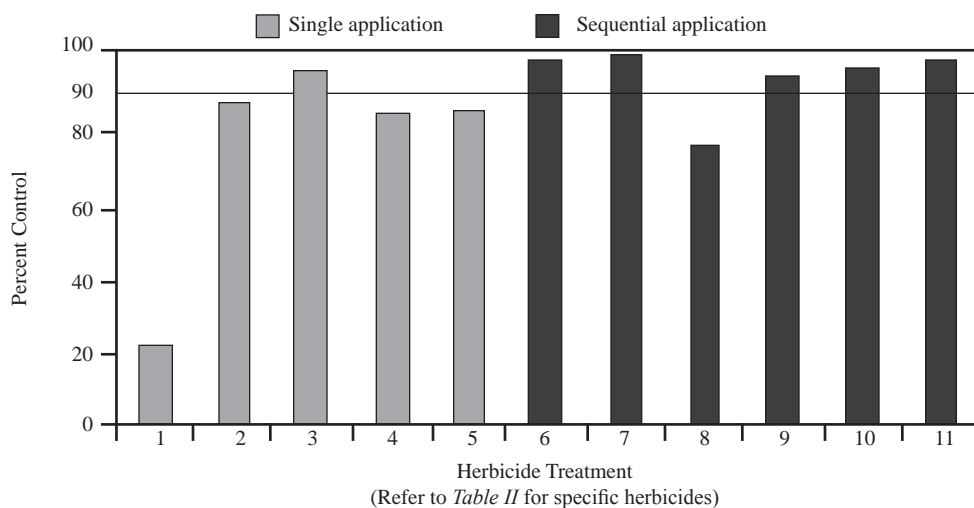 Single application Sequential application
100
90
80
60
40
20
0
Percent Control
1 2 3 4 5 6 7 8 9 10 11
Herbicide Treatment
(Refer to Table II for specific herbicides)